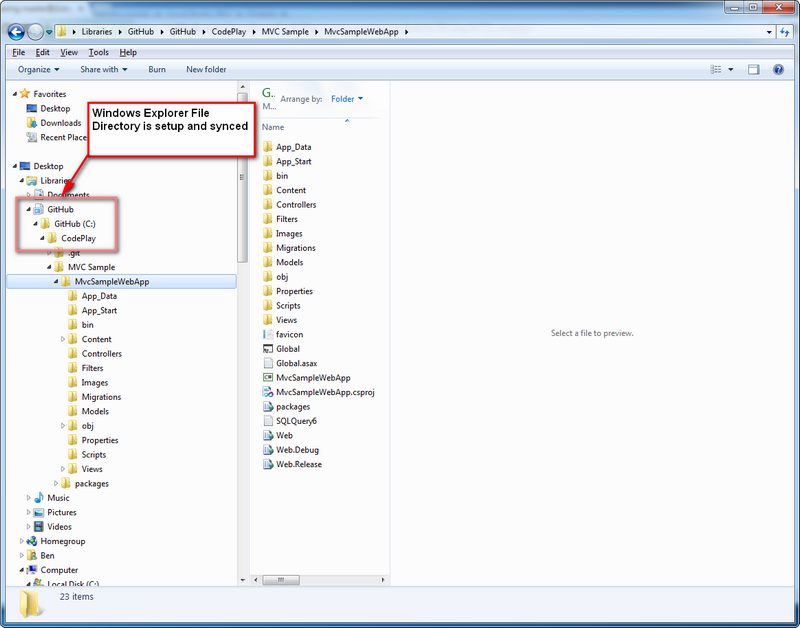 Libraries GitHub GitHub CodePlay MVC Sample MvcSampleWebApp
File Edit View Tools Help
Organize Share with Burn New folder
Favorites
Desktop
Downloads
Recent Place
Windows Explorer File
Directory is setup and synced
Desktop
Libraries
Documents
GitHub
GitHub (C:)
CodePlay
.git
MVC Sample
MvcSampleWebApp
App_Data
App_Start
bin
Content
Controllers
Filters
Images
Migrations
Models
obj
Properties
Scripts
Views
packages
Music
Pictures
Videos
Homegroup
Ben
Computer
Local Disk (C:)
G...
M...
Arrange by: Folder
Name
App_Data
App_Start
bin
Content
Controllers
Filters
Images
Migrations
Models
obj
Properties
Scripts
Views
favicon
Global
Global.asax
MvcSampleWebApp
MvcSampleWebApp.csproj
packages
SQLQuery6
Web
Web.Debug
Web.Release
Select a file to preview.
23 items